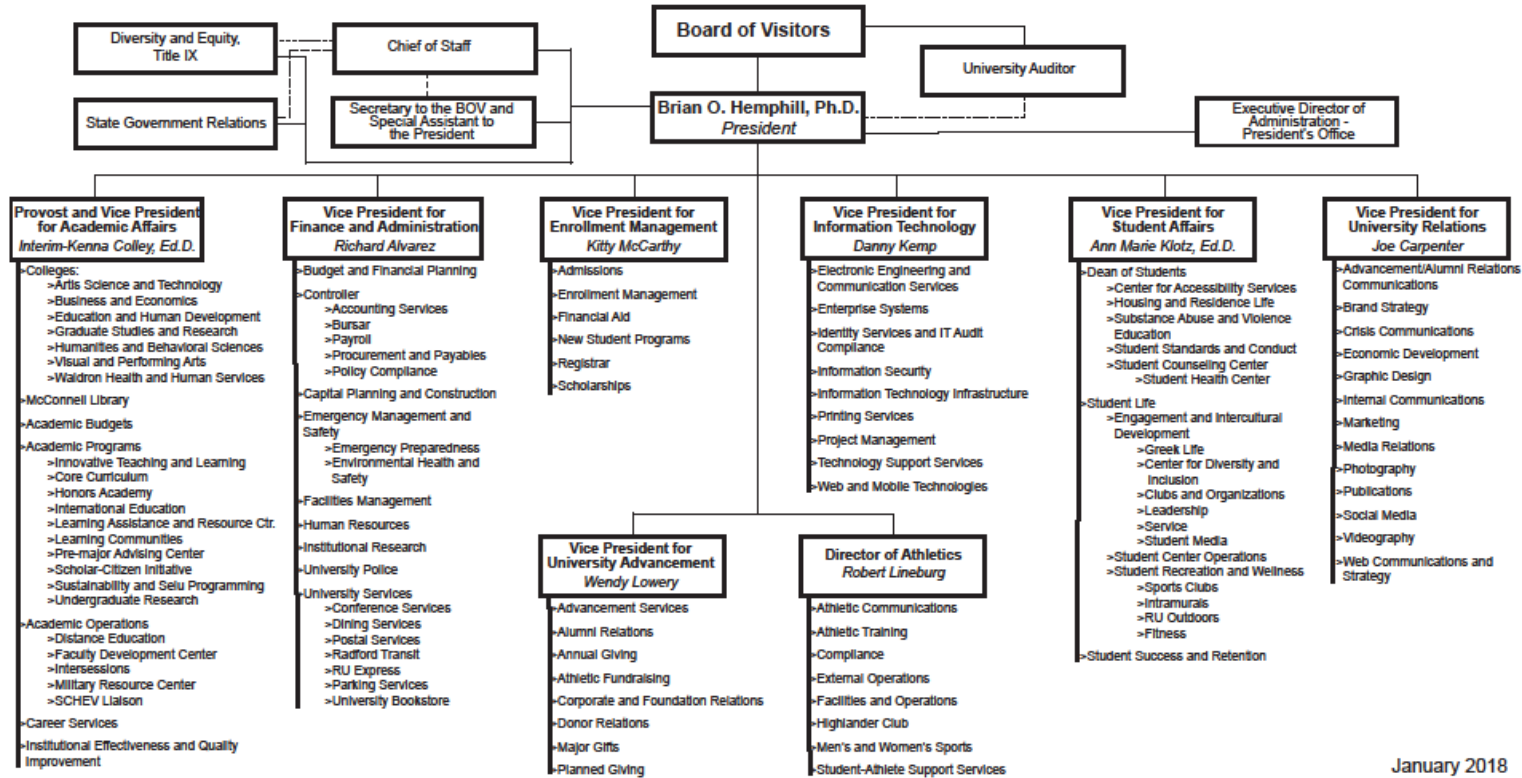 Diversity and Equity,
Title IX
Chief of Staff
Board of Visitors
University Auditor
State Government Relations
Secretary to the BOV and
Special Assistant to
the President
Brian O. Hemphill, Ph.D.
President
Executive Director of
Administration -
President's Office
Provost and Vice President
for Academic Affairs
Interim-Kenna Colley, Ed.D.
>Colleges:
>Artis Science and Technology
>Business and Economics
>Education and Human Development
>Graduate Studies and Research
>Humanities and Behavioral Sciences
>Visual and Performing Arts
>Waldron Health and Human Services
>McConnell Library
>Academic Budgets
>Academic Programs
>Innovative Teaching and Learning
>Core Curriculum
>Honors Academy
>International Education
>Learning Assistance and Resource Ctr.
>Learning Communities
>Pre-major Advising Center
>Scholar-Citizen Initiative
>Sustainability and Selu Programming
>Undergraduate Research
>Academic Operations
>Distance Education
>Faculty Development Center
>Intersessions
>Military Resource Center
>SCHEV Liaison
>Career Services
>Institutional Effectiveness and Quality
Improvement
Vice President for
Finance and Administration
Richard Alvarez
>Budget and Financial Planning
>Controller
>Accounting Services
>Bursar
>Payroll
>Procurement and Payables
>Policy Compliance
>Capital Planning and Construction
>Emergency Management and
Safety
>Emergency Preparedness
>Environmental Health and
Safety
>Facilities Management
>Human Resources
>Institutional Research
>University Police
>University Services
>Conference Services
>Dining Services
>Postal Services
>Radford Transit
>RU Express
>Parking Services
>University Bookstore
Vice President for
Enrollment Management
Kitty McCarthy
>Admissions
>Enrollment Management
>Financial Aid
>New Student Programs
>Registrar
>Scholarships
Vice President for
University Advancement
Wendy Lowery
>Advancement Services
>Alumni Relations
>Annual Giving
>Athletic Fundraising
>Corporate and Foundation Relations
>Donor Relations
>Major Gifts
>Planned Giving
Vice President for
Information Technology
Danny Kemp
>Electronic Engineering and
Communication Services
>Enterprise Systems
>Identity Services and IT Audit
Compliance
>Information Security
>Information Technology Infrastructure
>Printing Services
>Project Management
>Technology Support Services
>Web and Mobile Technologies
Director of Athletics
Robert Lineburg
>Athletic Communications
>Athletic Training
>Compliance
>External Operations
>Facilities and Operations
>Highlander Club
>Men's and Women's Sports
>Student-Athlete Support Services
Vice President for
Student Affairs
Ann Marie Klotz, Ed.D.
>Dean of Students
>Center for Accessibility Services
>Housing and Residence Life
>Substance Abuse and Violence
Education
>Student Standards and Conduct
>Student Counseling Center
>Student Health Center
>Student Life
>Engagement and Intercultural
Development
>Greek Life
>Center for Diversity and
Inclusion
>Clubs and Organizations
>Leadership
>Service
>Student Media
>Student Center Operations
>Student Recreation and Wellness
>Sports Clubs
>Intramurals
>RU Outdoors
>Fitness
>Student Success and Retention
Vice President for
University Relations
Joe Carpenter
>Advancement/Alumni Relations
Communications
>Brand Strategy
>Crisis Communications
>Economic Development
>Graphic Design
>Internal Communications
>Marketing
>Media Relations
>Photography
>Publications
>Social Media
>Videography
>Web Communications and
Strategy
January 2018